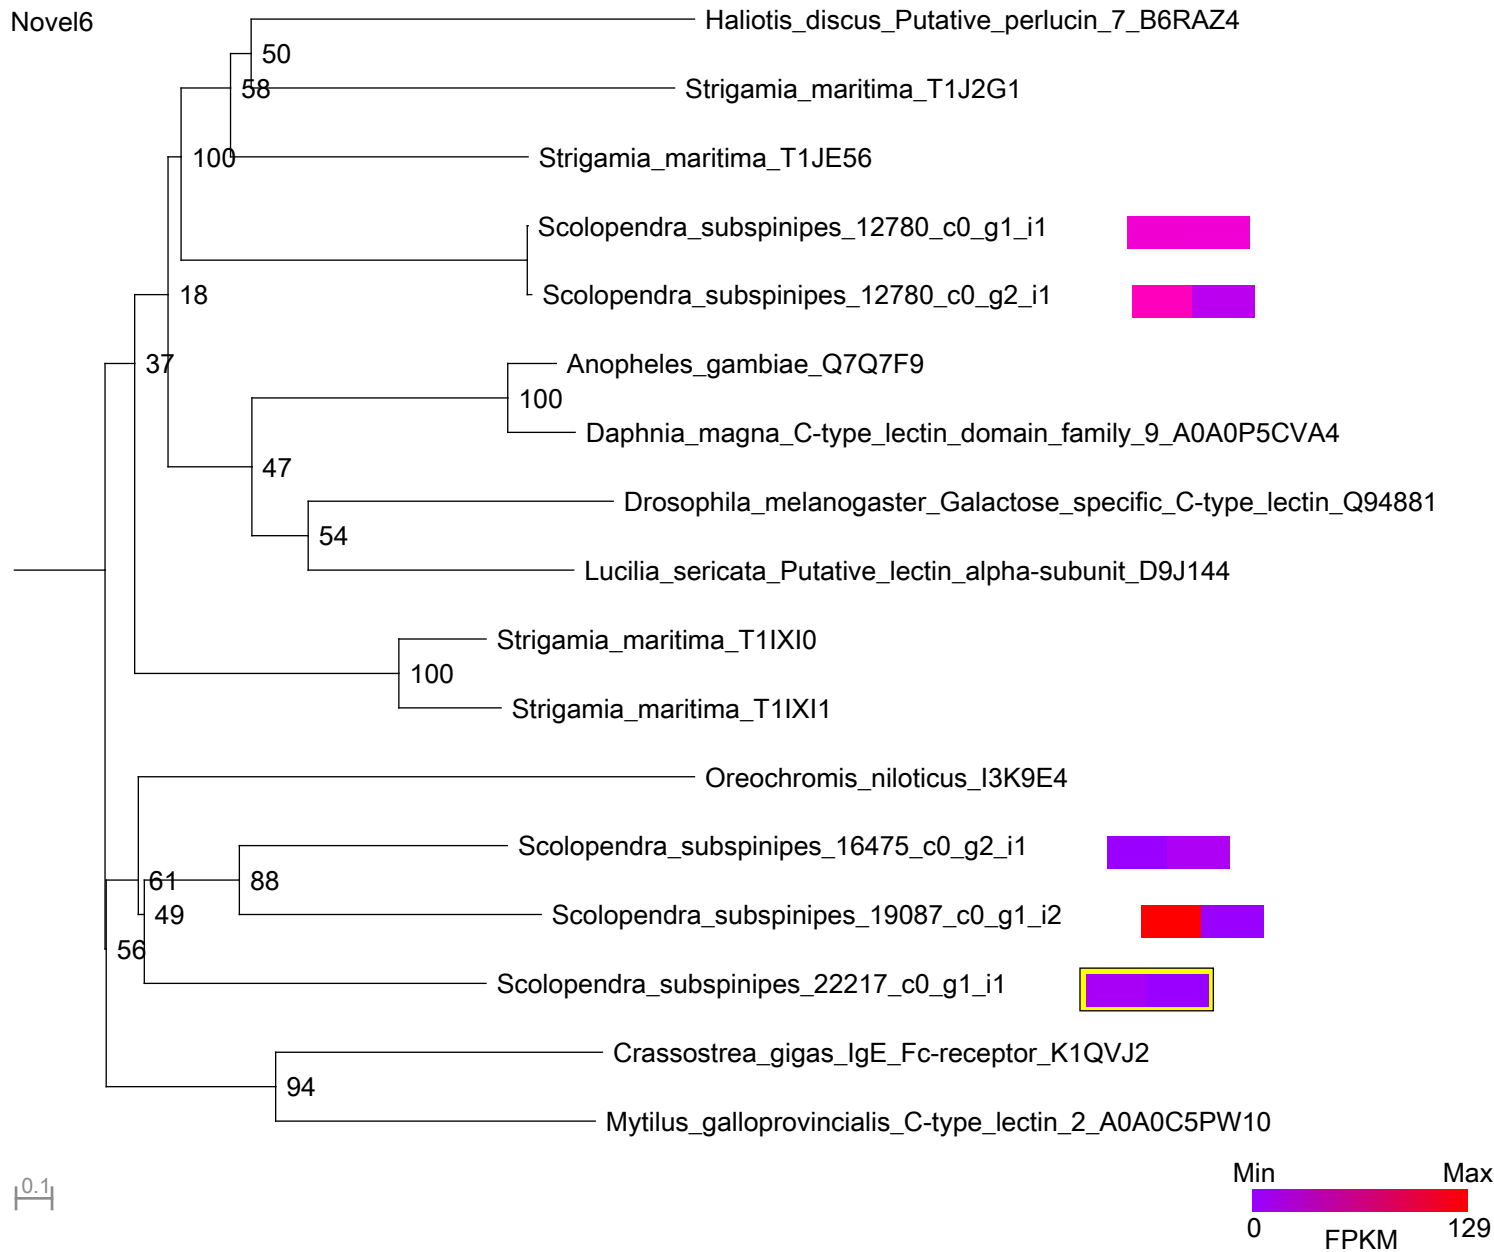 Novel6
Haliotis_discus_Putative_perlucin_7_B6RAZ4
50
58
Strigamia_maritima_T1J2G1
100
Strigamia_maritima_T1JE56
Scolopendra_subspinipes_12780_c0_g1_i1
18
Scolopendra_subspinipes_12780_c0_g2_i1
37
Anopheles_gambiae_Q7Q7F9
100
Daphnia_magna_C-type_lectin_domain_family_9_A0A0P5CVA4
47
Drosophila_melanogaster_Galactose_specific_C-type_lectin_Q94881
54
Lucilia_sericata_Putative_lectin_alpha-subunit_D9J144
Strigamia_maritima_T1IXI0
100
Strigamia_maritima_T1IXI1
Oreochromis_niloticus_I3K9E4
Scolopendra_subspinipes_16475_c0_g2_i1
61
88
49
Scolopendra_subspinipes_19087_c0_g1_i2
56
Scolopendra_subspinipes_22217_c0_g1_i1
Crassostrea_gigas_IgE_Fc-receptor_K1QVJ2
94
Mytilus_galloprovincialis_C-type_lectin_2_A0A0C5PW10
0.1
Min Max
0 129
FPKM